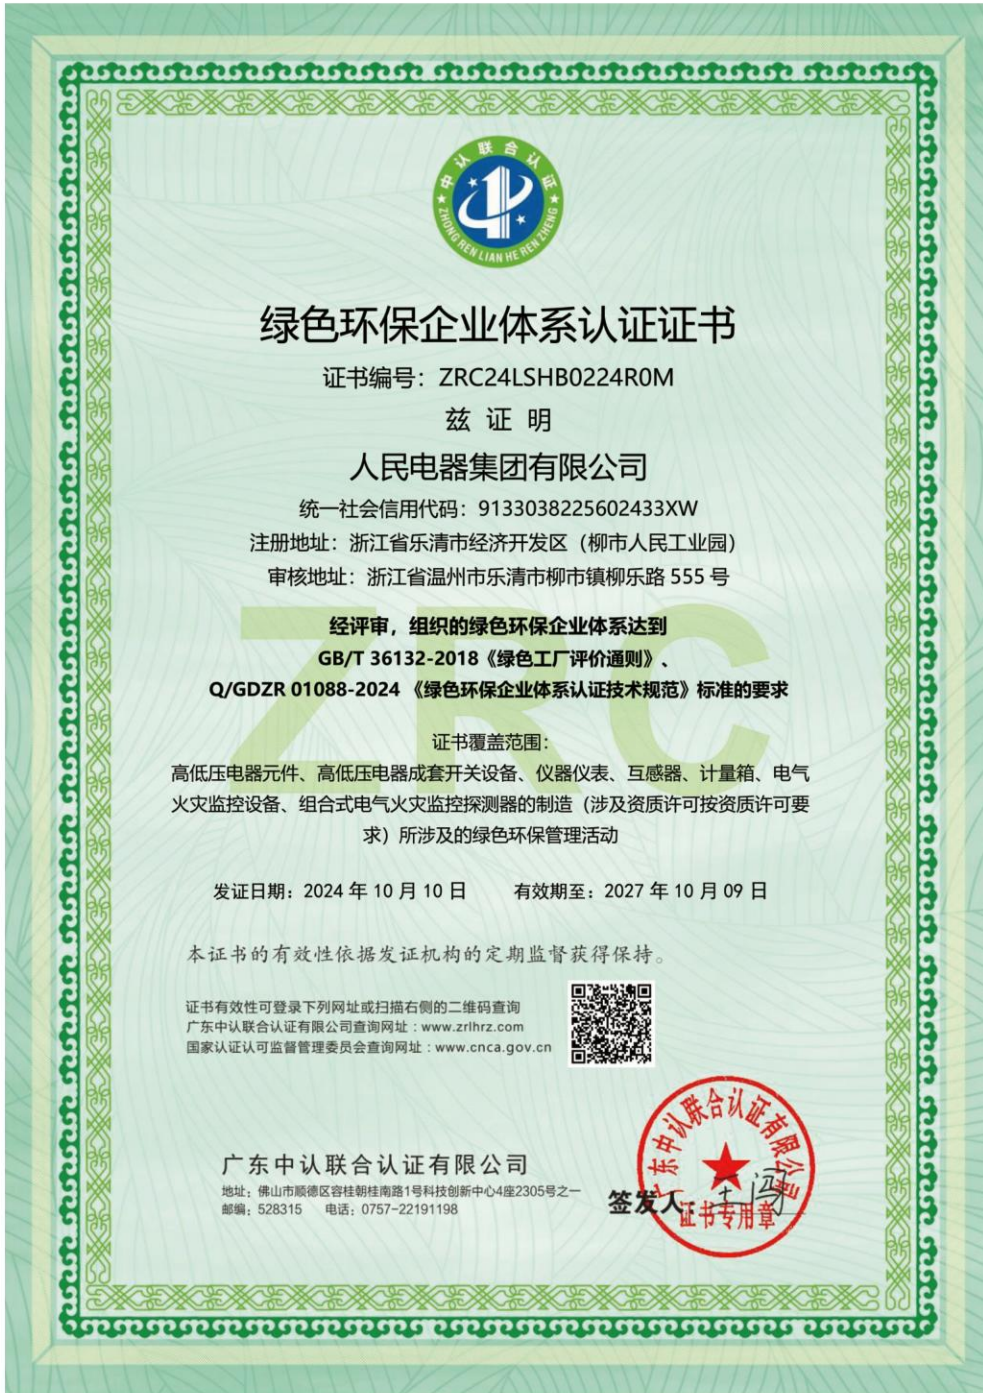 中认联合认证
ZHONG REN LIAN HE REN ZHENG
绿色环保企业体系认证证书
证书编号：ZRC24LSHB0224R0M
兹 证 明
人民电器集团有限公司
统一社会信用代码：9133038225602433XW
注册地址：浙江省乐清市经济开发区（柳市人民工业园）
审核地址：浙江省温州市乐清市柳市镇柳乐路 555 号
ZRC
经评审，组织的绿色环保企业体系达到
GB/T 36132-2018《绿色工厂评价通则》、
Q/GDZR 01088-2024 《绿色环保企业体系认证技术规范》标准的要求
证书覆盖范围：
高低压电器元件、高低压电器成套开关设备、仪器仪表、互感器、计量箱、电气
火灾监控设备、组合式电气火灾监控探测器的制造（涉及资质许可按资质许可要
求）所涉及的绿色环保管理活动
发证日期：2024 年 10 月 10 日 有效期至：2027 年 10 月 09 日
本证书的有效性依据发证机构的定期监督获得保持。
证书有效性可登录下列网址或扫描右侧的二维码查询
广东中认联合认证有限公司查询网址：www.zrlhrz.com
国家认证认可监督管理委员会查询网址：www.cnca.gov.cn
广东中认联合认证有限公司
地址：佛山市顺德区容桂朝桂南路1号科技创新中心4座2305号之一
邮编：528315 电话：0757-22191198
签发人：
广东中认联合认证有限公司
证书专用章